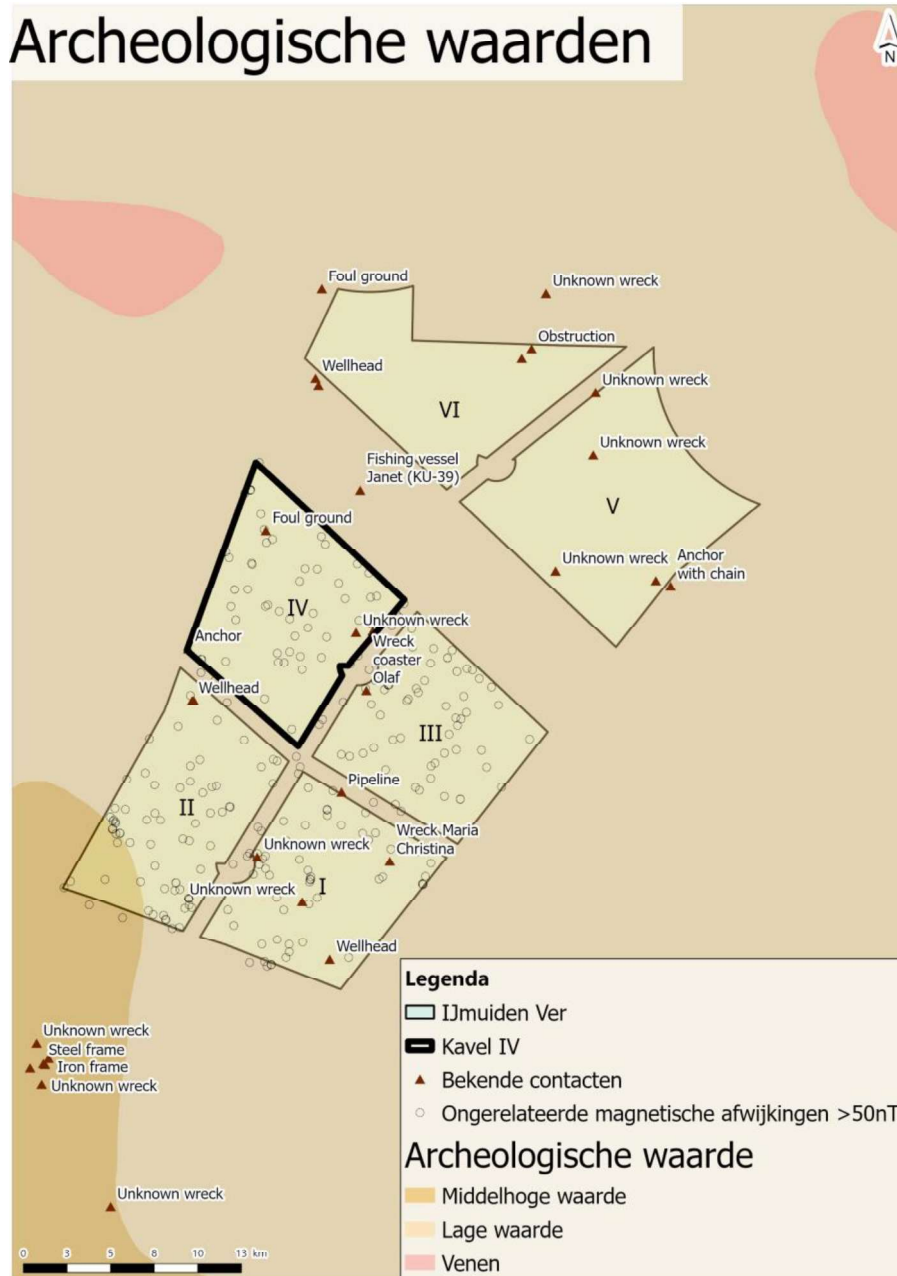 Archeologische waarden
N
Foul ground
Unknown wreck
Obstruction
Wellhead
Unknown wreck
VI
Unknown wreck
Fishing vessel
Janet (KU-39)
V
Foul ground
Unknown wreck
Anchor
with chain
IV
Unknown wreck
Anchor
Wreck
coaster
Olaf
Wellhead
III
Pipeline
II
Wreck Maria
Christina
Unknown wreck
Unknown wreck
I
Wellhead
Unknown wreck
Steel frame
Iron frame
Unknown wreck
Unknown wreck
0 3 5 8 10 13 km
Legenda
IJmuiden Ver
Kavel IV
Bekende contacten
Ongerelateerde magnetische afwijkingen >50nT
Archeologische waarde
Middelhoge waarde
Lage waarde
Venen